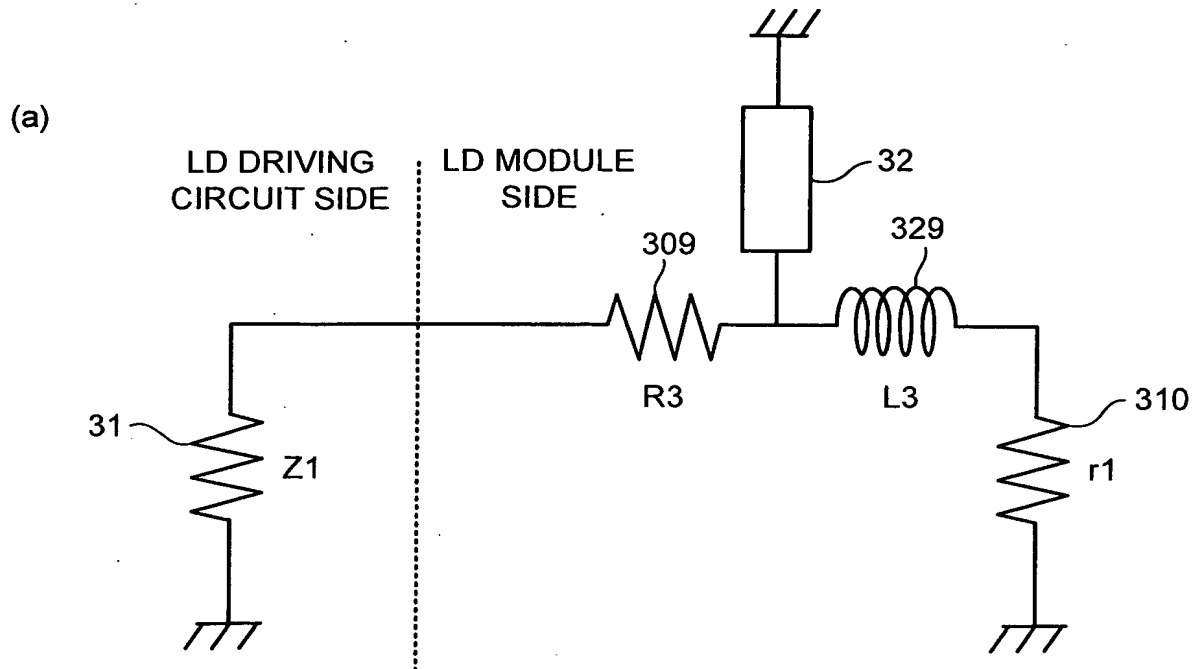 (a)
LD DRIVING
CIRCUIT SIDE
LD MODULE
SIDE
32
309
329
R3
L3
31
Z1
310
r1